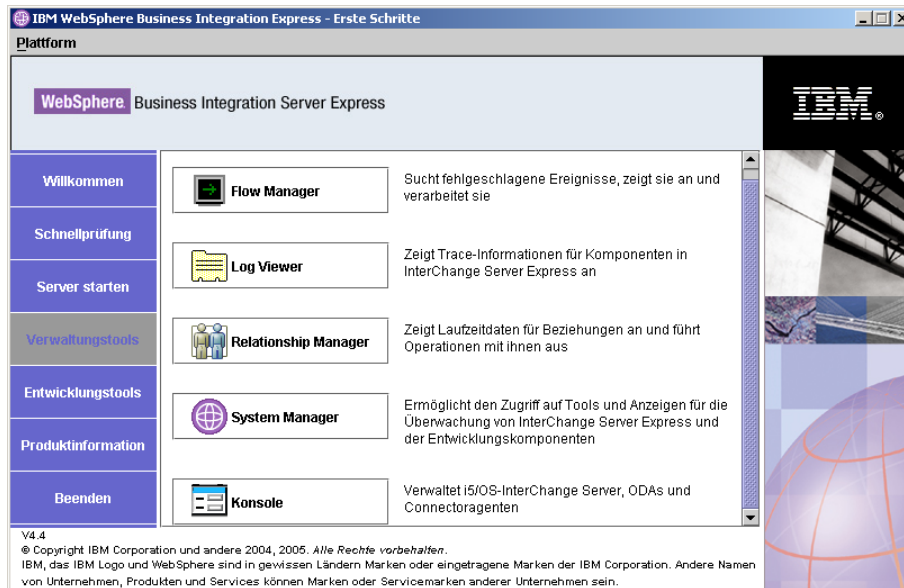 IBM WebSphere Business Integration Express - Erste Schritte
Plattform
WebSphere. Business Integration Server Express
IBM®
Willkommen
Schnellprüfung
Server starten
Verwaltungstools
Entwicklungstools
Produktinformation
Beenden
Flow Manager
Sucht fehlgeschlagene Ereignisse, zeigt sie an und
verarbeitet sie
Log Viewer
Zeigt Trace-Informationen für Komponenten in
InterChange Server Express an
Relationship Manager
Zeigt Laufzeitdaten für Beziehungen an und führt
Operationen mit ihnen aus
System Manager
Ermöglicht den Zugriff auf Tools und Anzeigen für die
Überwachung von InterChange Server Express und
der Entwicklungskomponenten
Konsole
Verwaltet i5/OS-InterChange Server, ODAs und
Connectoragenten
V4.4
© Copyright IBM Corporation und andere 2004, 2005. Alle Rechte vorbehalten.
IBM, das IBM Logo und WebSphere sind in gewissen Ländern Marken oder eingetragene Marken der IBM Corporation. Andere Namen
von Unternehmen, Produkten und Services können Marken oder Servicemarken anderer Unternehmen sein.